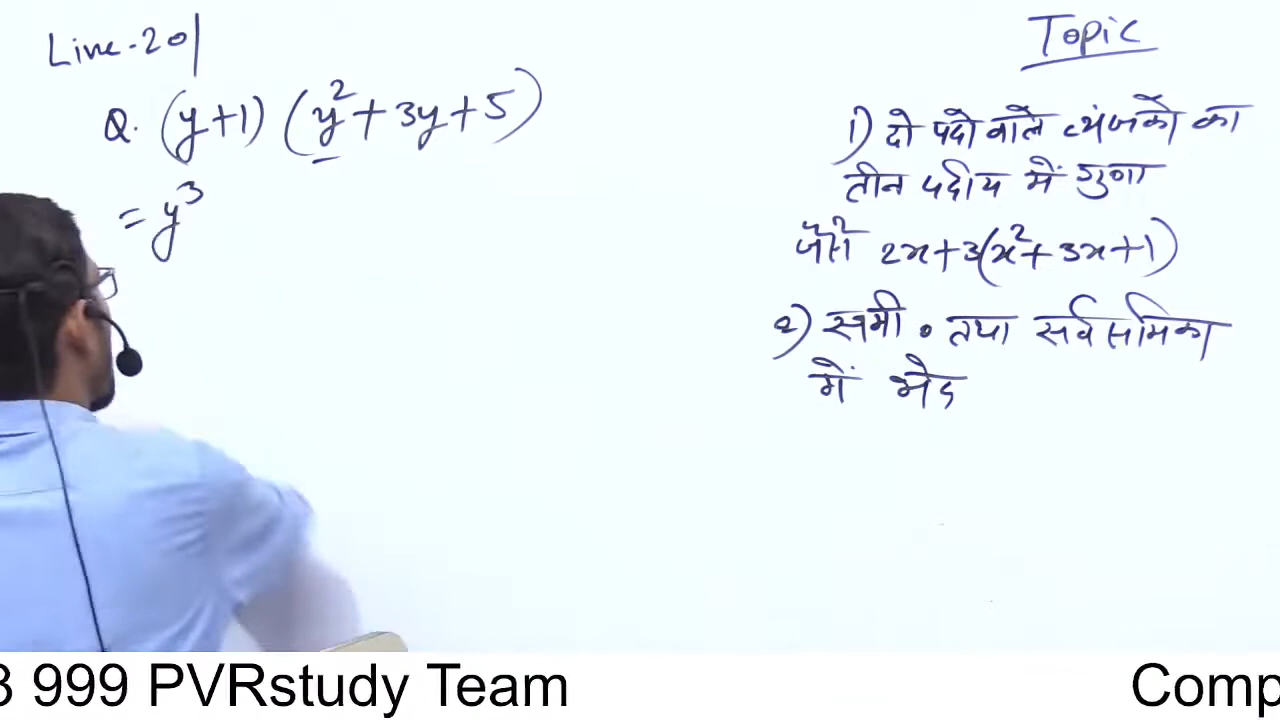 Line-201
Q. (y+1) (y²+3y+5)
= y³
Topic
1) दो पदो वाले व्यंजको का
तीन पदीय में गुणा
जैसे 2x+3(x²+3x+1)
2) समी. तथा सर्वसमिका
में भेद
3 999 PVRstudy Team
Comp